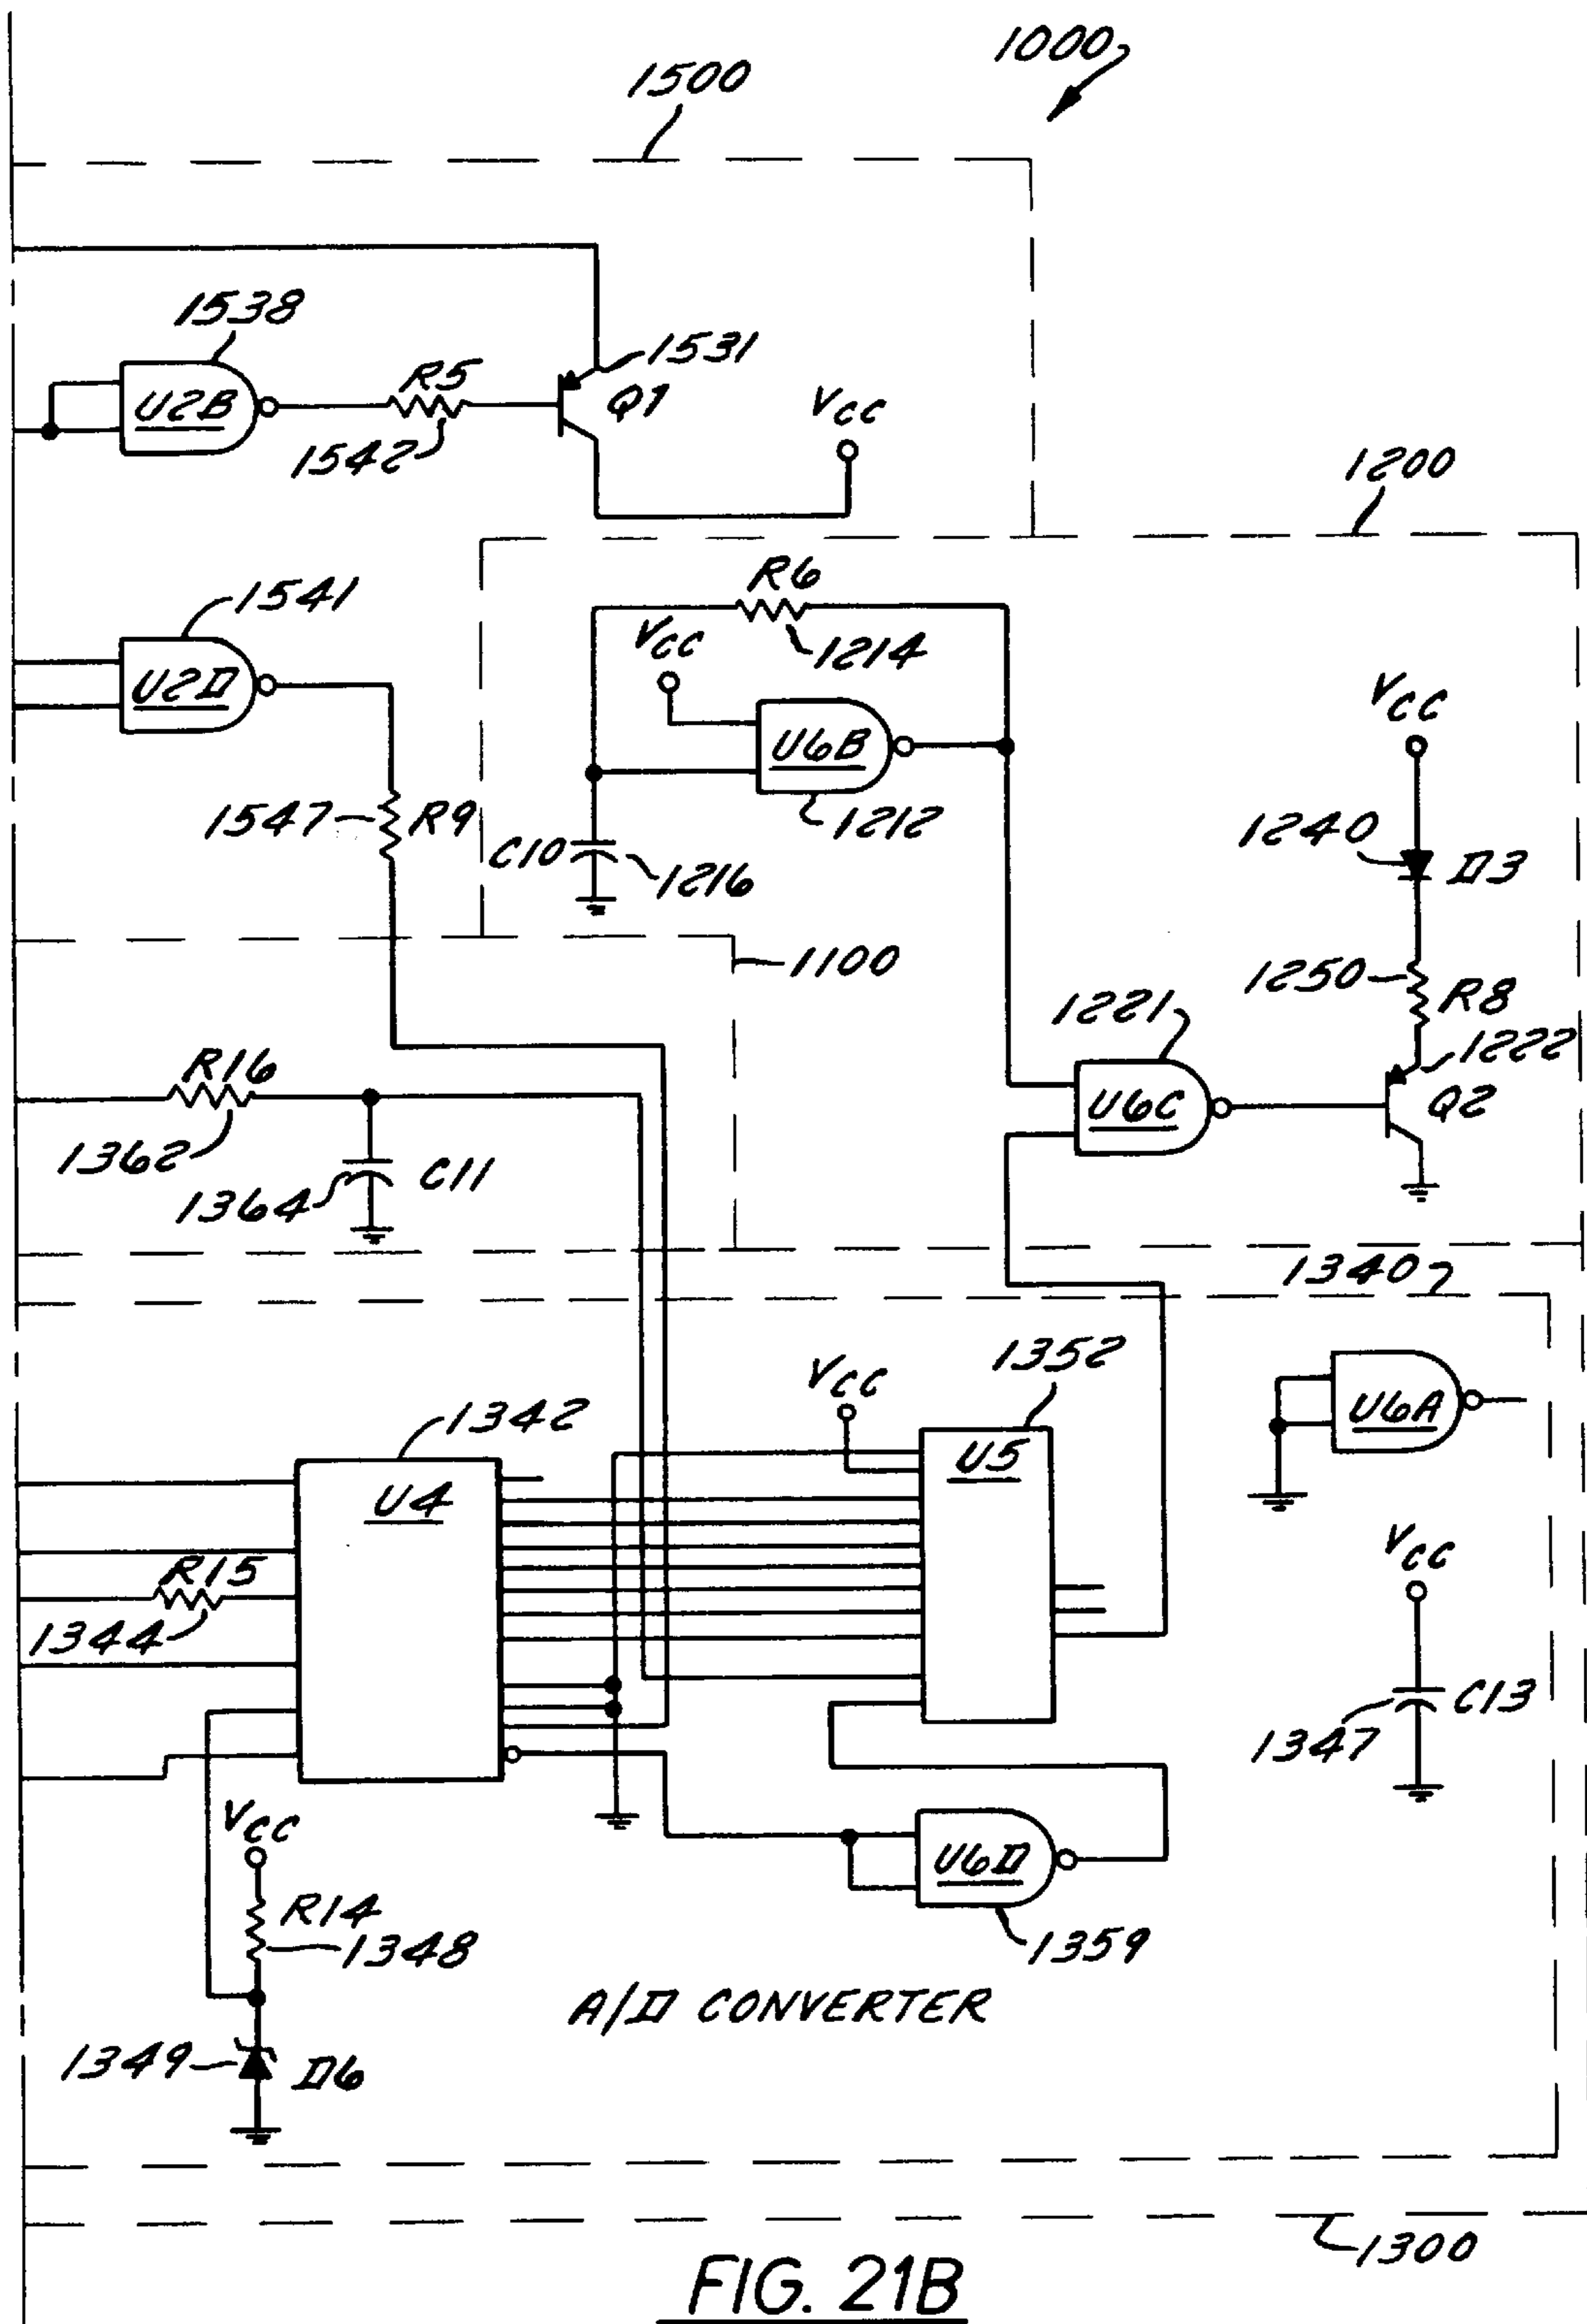 1000
1500
1538
U2B
R5
1542
1531
Q1
VCC
1200
1541
U2D
R6
1214
VCC
U6B
1212
VCC
1547
R9
C10
1216
1240
D3
1100
1250
R8
1221
1222
U6C
Q2
R16
1362
1364
C11
1340
1352
VCC
1342
U6A
U4
U5
R15
1344
VCC
C13
1347
VCC
U6D
R14
1348
1359
A/D CONVERTER
1349
D6
1300
FIG. 21B